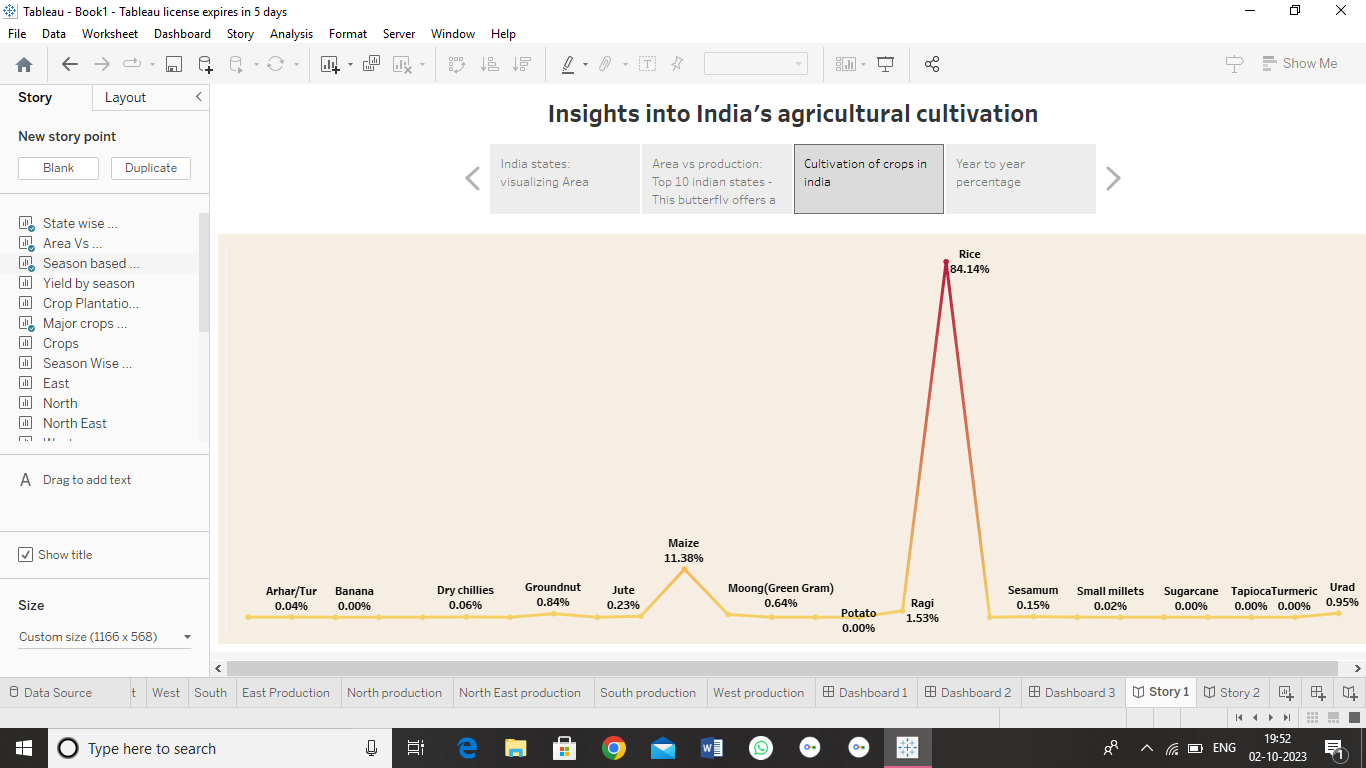 Tableau - Book1 - Tableau license expires in 5 days
File Data Worksheet Dashboard Story Analysis Format Server Window Help
Show Me
Story Layout
New story point
Blank Duplicate
State wise ...
Area Vs ...
Season based ...
Yield by season
Crop Plantatio...
Major crops ...
Crops
Season Wise ...
East
North
North East
A Drag to add text
Show title
Size
Custom size (1166 x 568)
Insights into India's agricultural cultivation
India states:
visualizing Area
Area vs production:
Top 10 indian states -
This butterfly offers a
Cultivation of crops in
india
Year to year
percentage
Rice
84.14%
Maize
11.38%
Arhar/Tur
0.04%
Banana
0.00%
Dry chillies
0.06%
Groundnut
0.84%
Jute
0.23%
Moong(Green Gram)
0.64%
Potato
0.00%
Ragi
1.53%
Sesamum
0.15%
Small millets
0.02%
Sugarcane
0.00%
Tapioca
0.00%
Turmeric
0.00%
Urad
0.95%
Data Source t West South East Production North production North East production South production West production Dashboard 1 Dashboard 2 Dashboard 3 Story 1 Story 2
Type here to search
ENG
19:52
02-10-2023
1